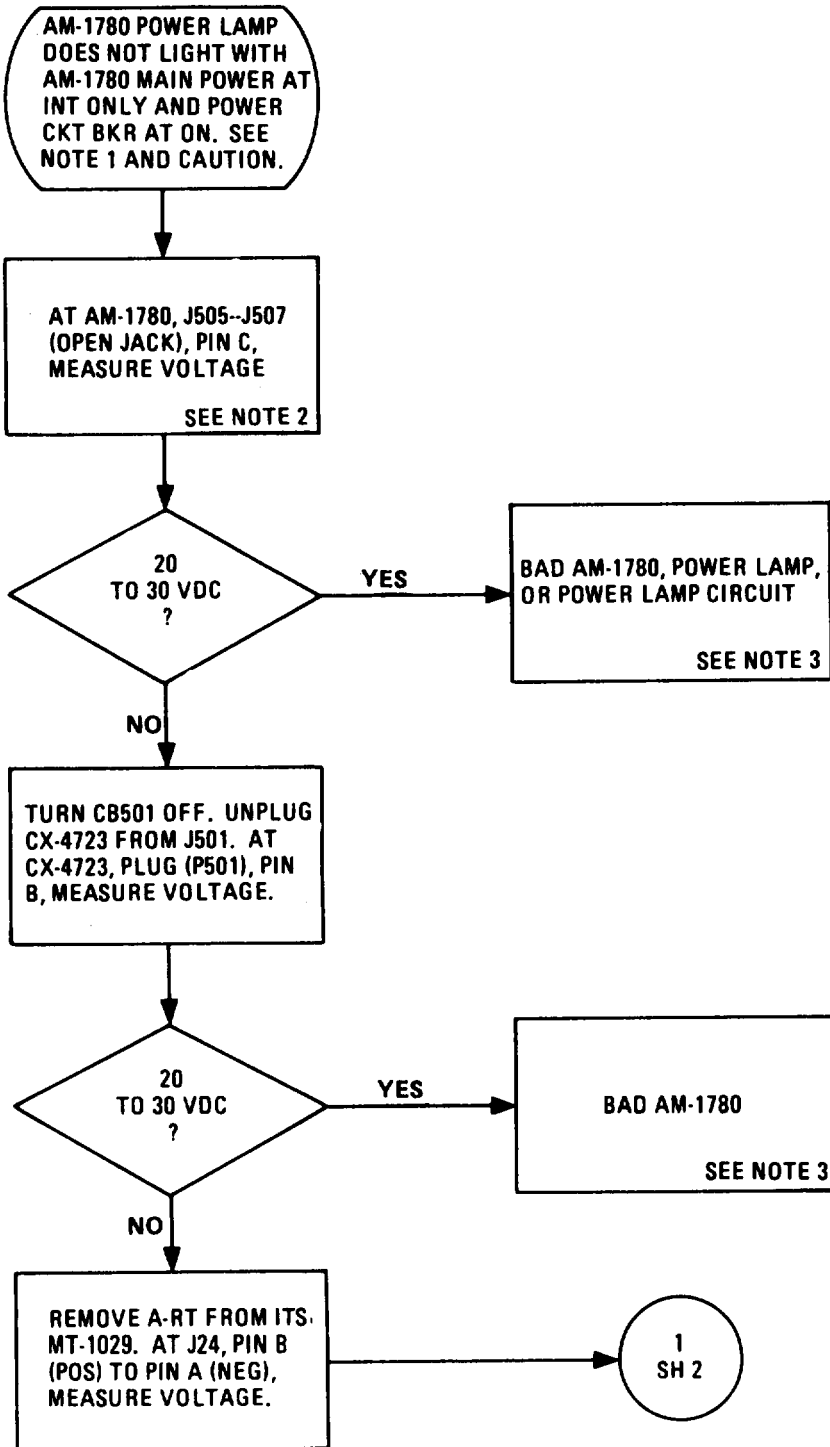 AM-1780 POWER LAMP
DOES NOT LIGHT WITH
AM-1780 MAIN POWER AT
INT ONLY AND POWER
CKT BKR AT ON. SEE
NOTE 1 AND CAUTION.
AT AM-1780, J505--J507
(OPEN JACK), PIN C,
MEASURE VOLTAGE
SEE NOTE 2
20
TO 30 VDC
?
YES
BAD AM-1780, POWER LAMP,
OR POWER LAMP CIRCUIT
SEE NOTE 3
NO
TURN CB501 OFF. UNPLUG
CX-4723 FROM J501. AT
CX-4723, PLUG (P501), PIN
B, MEASURE VOLTAGE.
20
TO 30 VDC
?
YES
BAD AM-1780
SEE NOTE 3
NO
REMOVE A-RT FROM ITS
MT-1029. AT J24, PIN B
(POS) TO PIN A (NEG),
MEASURE VOLTAGE.
1
SH 2